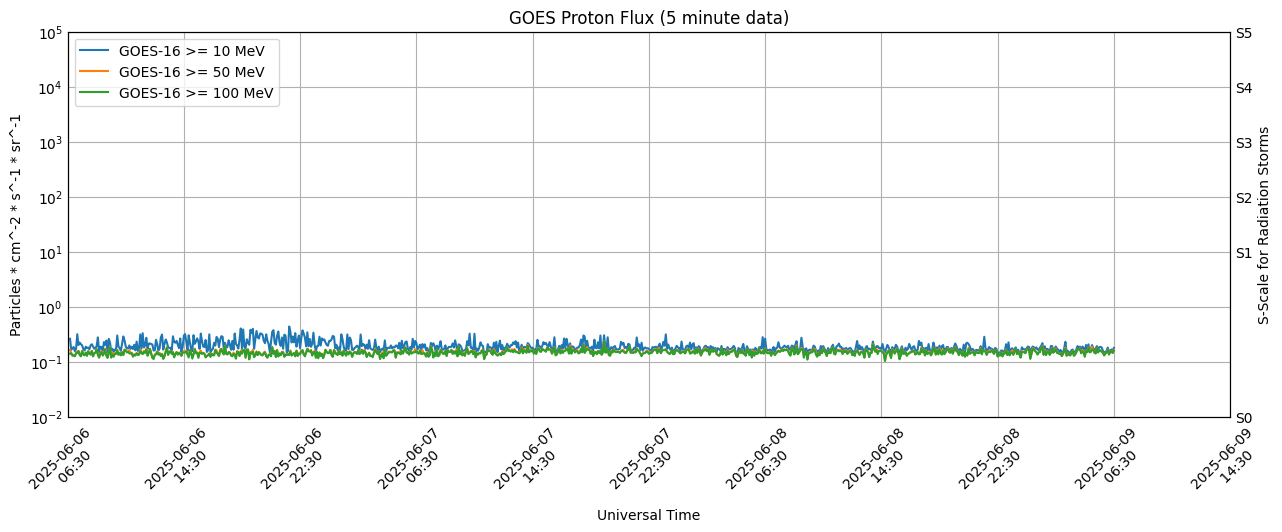 GOES Proton Flux (5 minute data)
GOES-16 >= 10 MeV
GOES-16 >= 50 MeV
GOES-16 >= 100 MeV
Particles * cm^-2 * s^-1 * sr^-1
10^5
10^4
10^3
10^2
10^1
10^0
10^-1
10^-2
S5
S4
S3
S2
S1
S0
S-Scale for Radiation Storms
2025-06-06
06:30
2025-06-06
14:30
2025-06-06
22:30
2025-06-07
06:30
2025-06-07
14:30
2025-06-07
22:30
2025-06-08
06:30
2025-06-08
14:30
2025-06-08
22:30
2025-06-09
06:30
2025-06-09
14:30
Universal Time